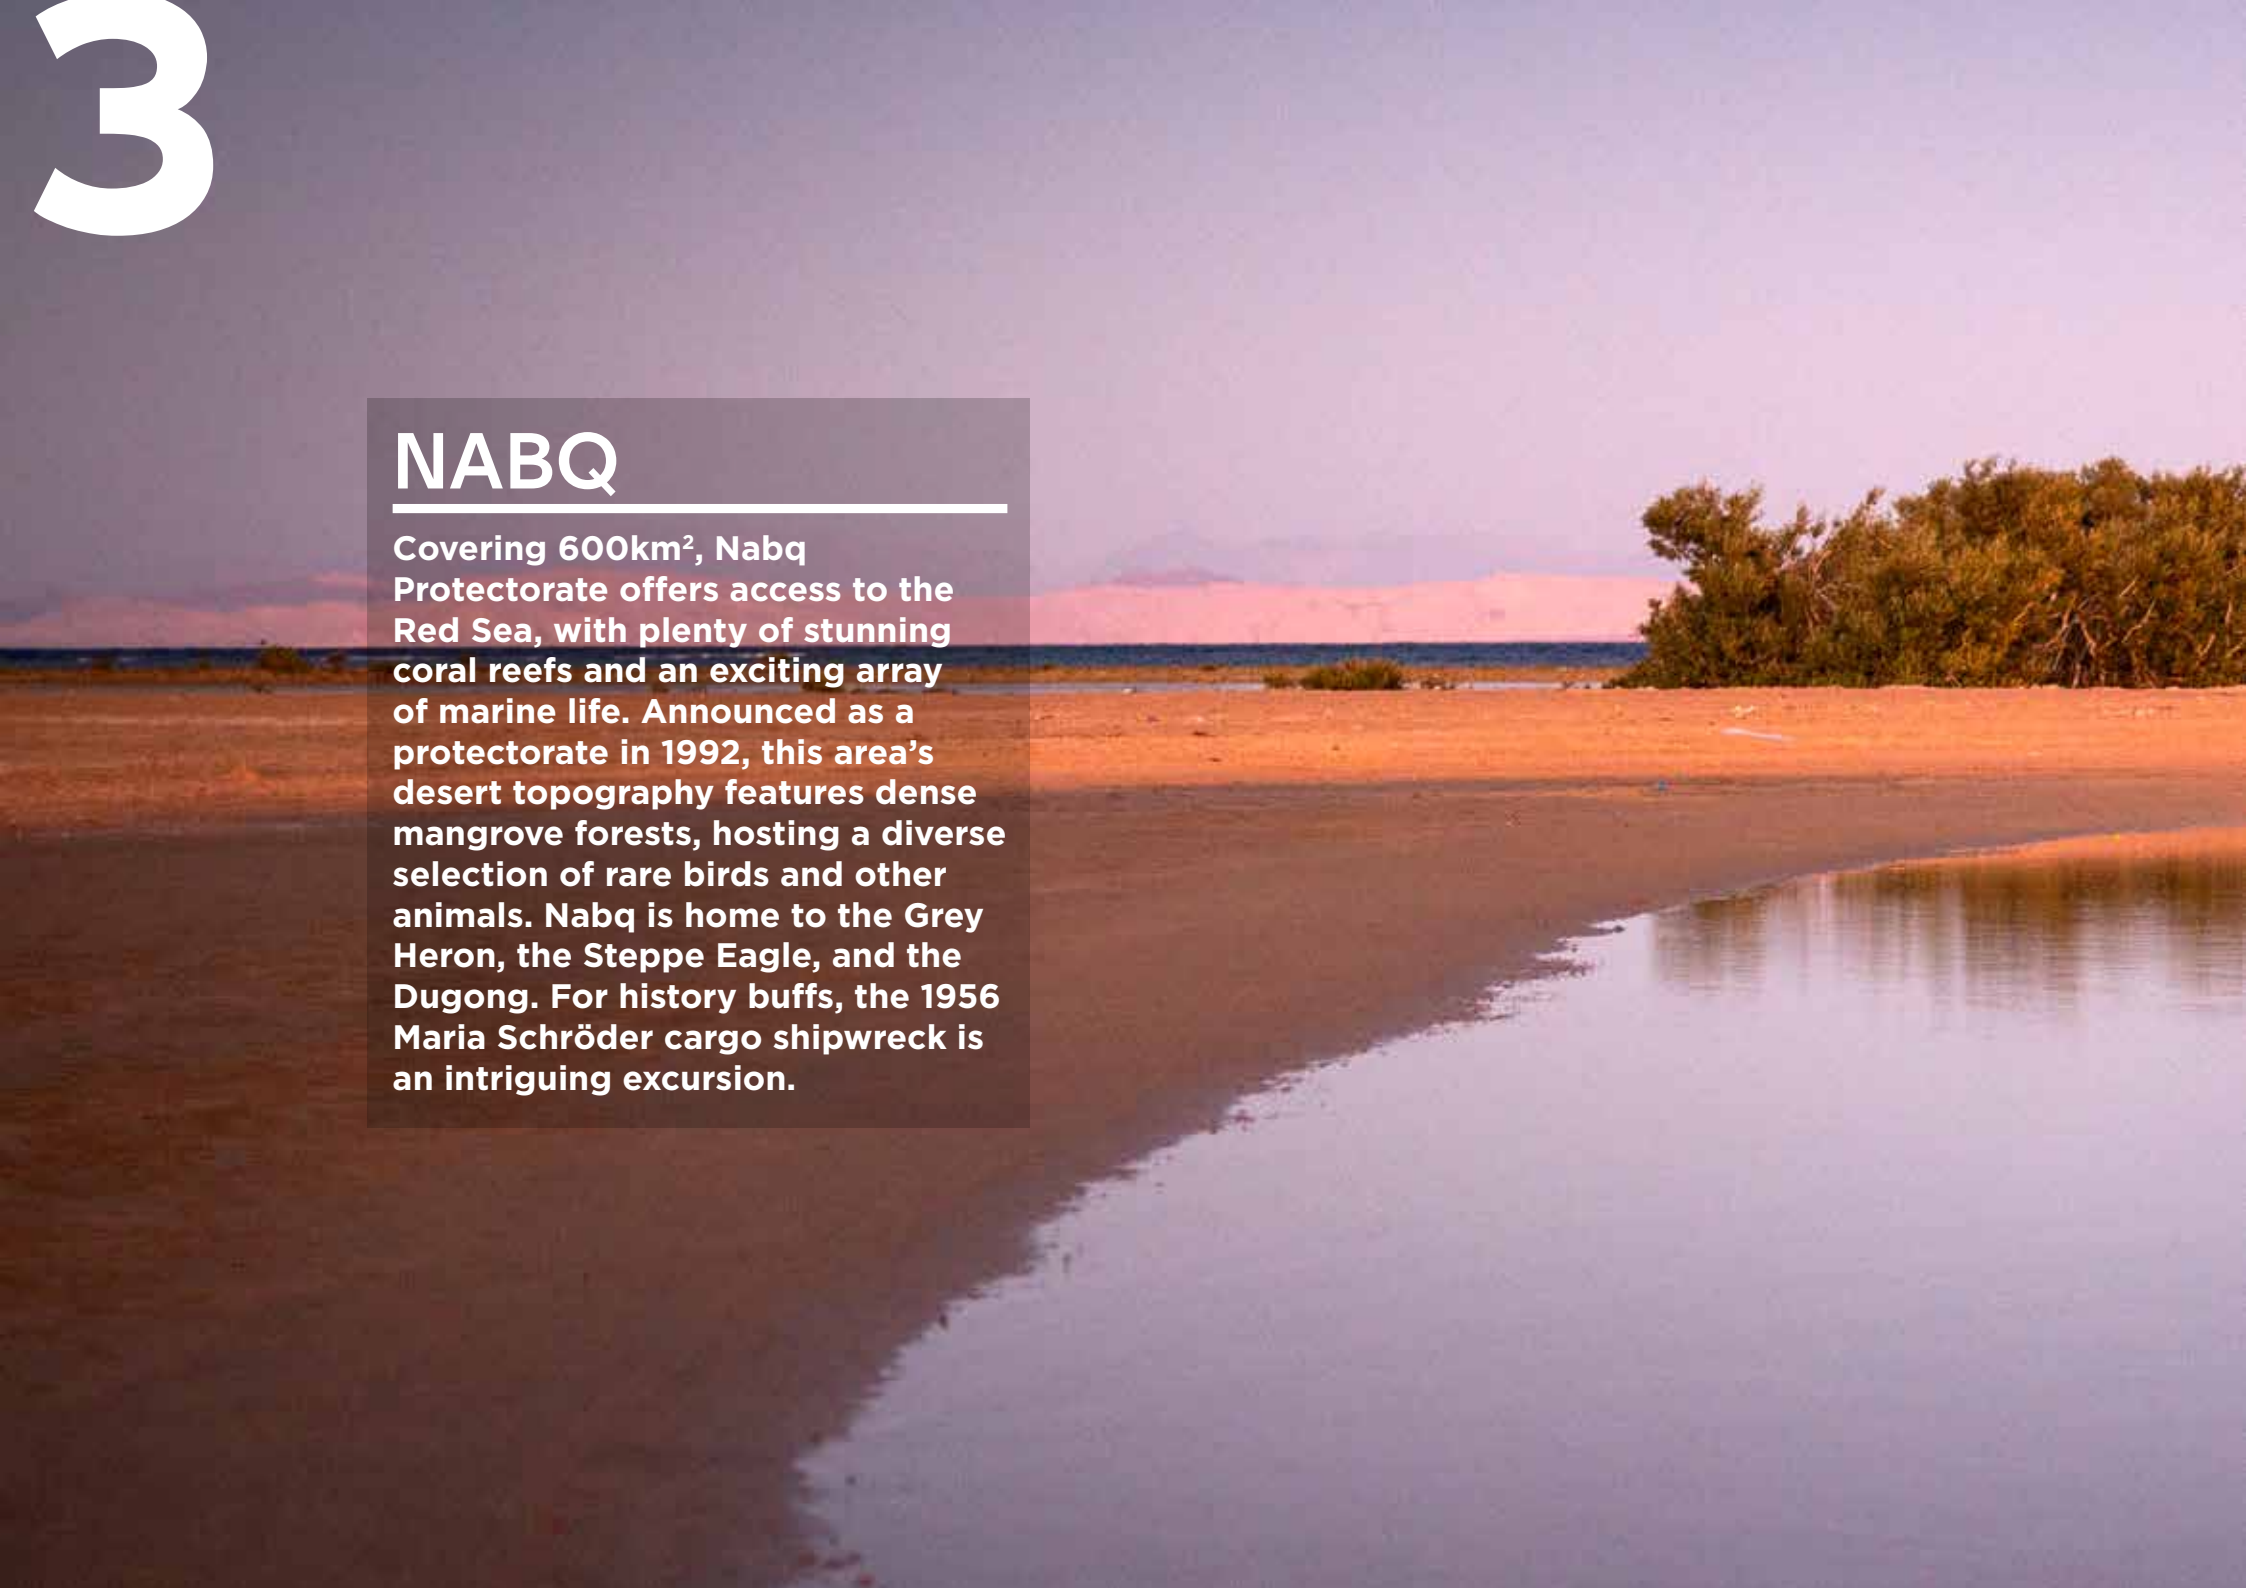 3
NABQ
Covering 600km², Nabq
Protectorate offers access to the
Red Sea, with plenty of stunning
coral reefs and an exciting array
of marine life. Announced as a
protectorate in 1992, this area’s
desert topography features dense
mangrove forests, hosting a diverse
selection of rare birds and other
animals. Nabq is home to the Grey
Heron, the Steppe Eagle, and the
Dugong. For history buffs, the 1956
Maria Schröder cargo shipwreck is
an intriguing excursion.